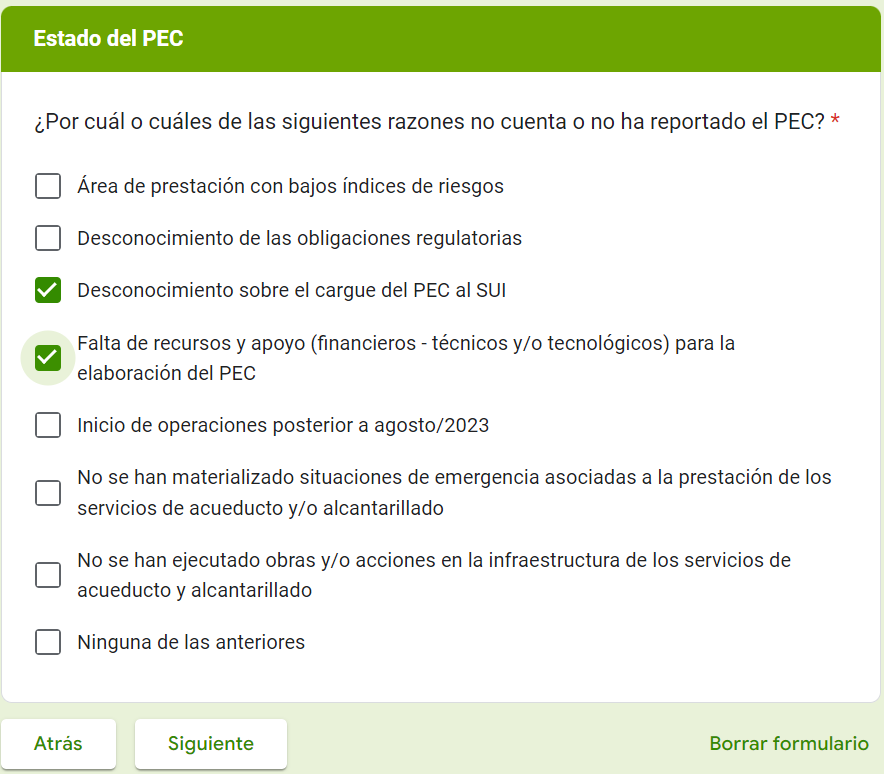 Estado del PEC
¿Por cuál o cuáles de las siguientes razones no cuenta o no ha reportado el PEC? *
Área de prestación con bajos índices de riesgos
Desconocimiento de las obligaciones regulatorias
Desconocimiento sobre el cargue del PEC al SUI
Falta de recursos y apoyo (financieros - técnicos y/o tecnológicos) para la
elaboración del PEC
Inicio de operaciones posterior a agosto/2023
No se han materializado situaciones de emergencia asociadas a la prestación de los
servicios de acueducto y/o alcantarillado
No se han ejecutado obras y/o acciones en la infraestructura de los servicios de
acueducto y alcantarillado
Ninguna de las anteriores
Atrás
Siguiente
Borrar formulario